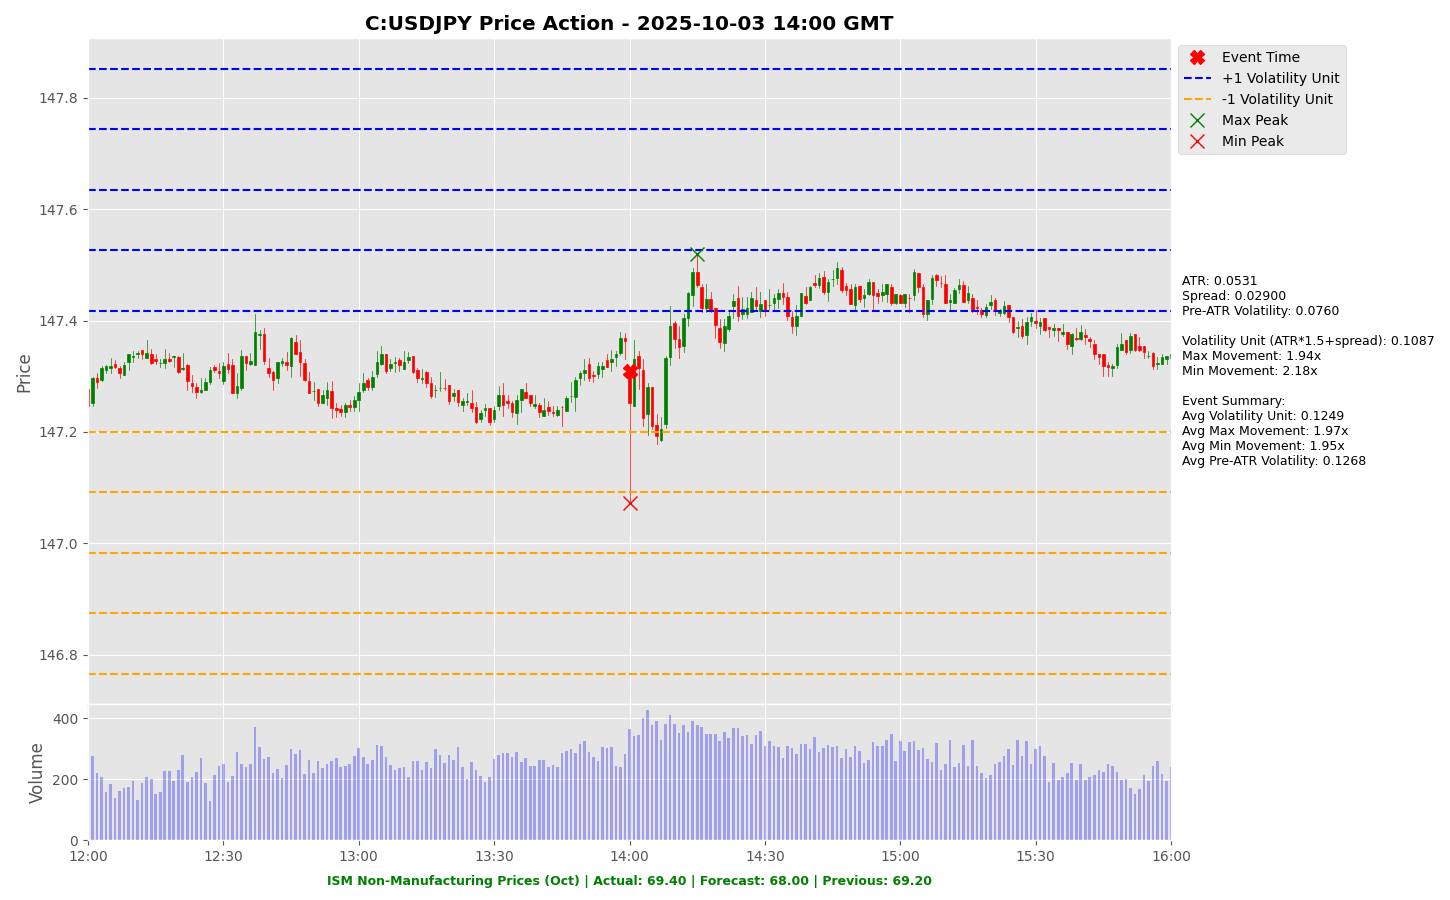 C:USDJPY Price Action - 2025-10-03 14:00 GMT
Event Time
+1 Volatility Unit
-1 Volatility Unit
Max Peak
Min Peak
Price
147.8
147.6
147.4
147.2
147.0
146.8
ATR: 0.0531
Spread: 0.02900
Pre-ATR Volatility: 0.0760
Volatility Unit (ATR*1.5+spread): 0.1087
Max Movement: 1.94x
Min Movement: 2.18x
Event Summary:
Avg Volatility Unit: 0.1249
Avg Max Movement: 1.97x
Avg Min Movement: 1.95x
Avg Pre-ATR Volatility: 0.1268
Volume
400
200
0
12:00 12:30 13:00 13:30 14:00 14:30 15:00 15:30 16:00
ISM Non-Manufacturing Prices (Oct) | Actual: 69.40 | Forecast: 68.00 | Previous: 69.20